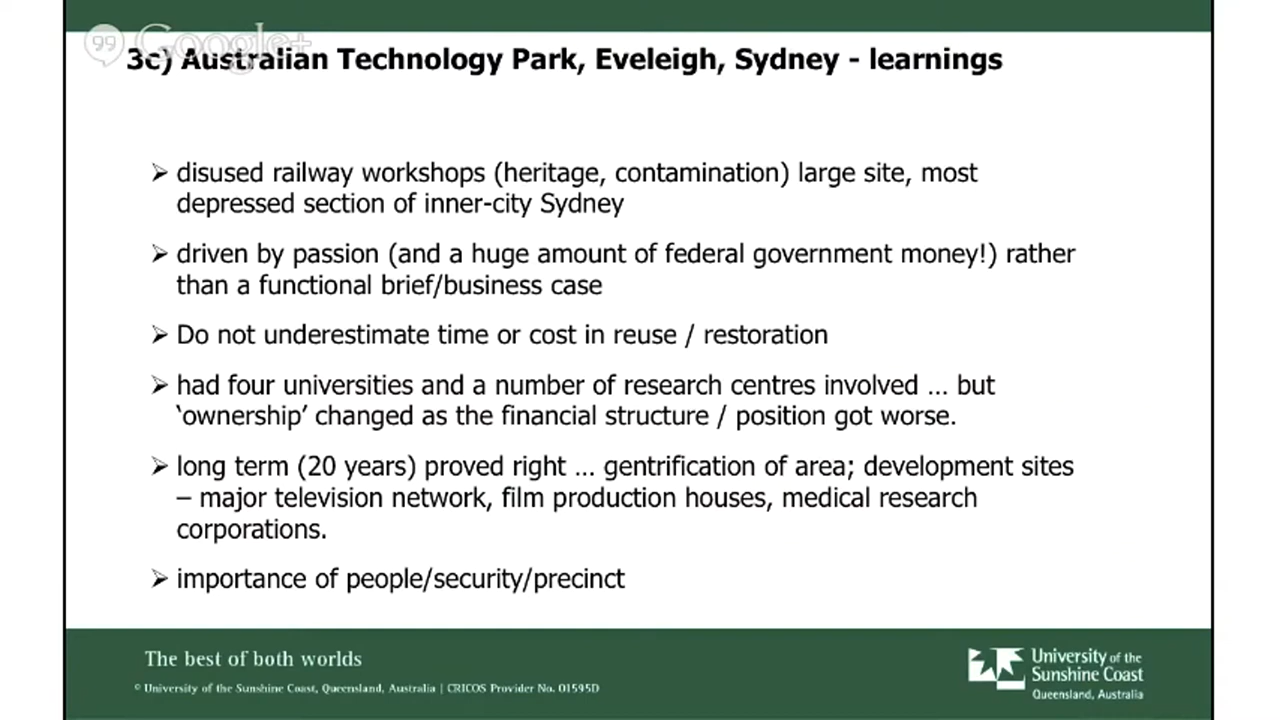 Google+
3c) Australian Technology Park, Eveleigh, Sydney - learnings
➢ disused railway workshops (heritage, contamination) large site, most
depressed section of inner-city Sydney
➢ driven by passion (and a huge amount of federal government money!) rather
than a functional brief/business case
➢ Do not underestimate time or cost in reuse / restoration
➢ had four universities and a number of research centres involved … but
‘ownership’ changed as the financial structure / position got worse.
➢ long term (20 years) proved right … gentrification of area; development sites
– major television network, film production houses, medical research
corporations.
➢ importance of people/security/precinct
The best of both worlds
© University of the Sunshine Coast, Queensland, Australia | CRICOS Provider No. 01595D
University of the
Sunshine Coast
Queensland, Australia